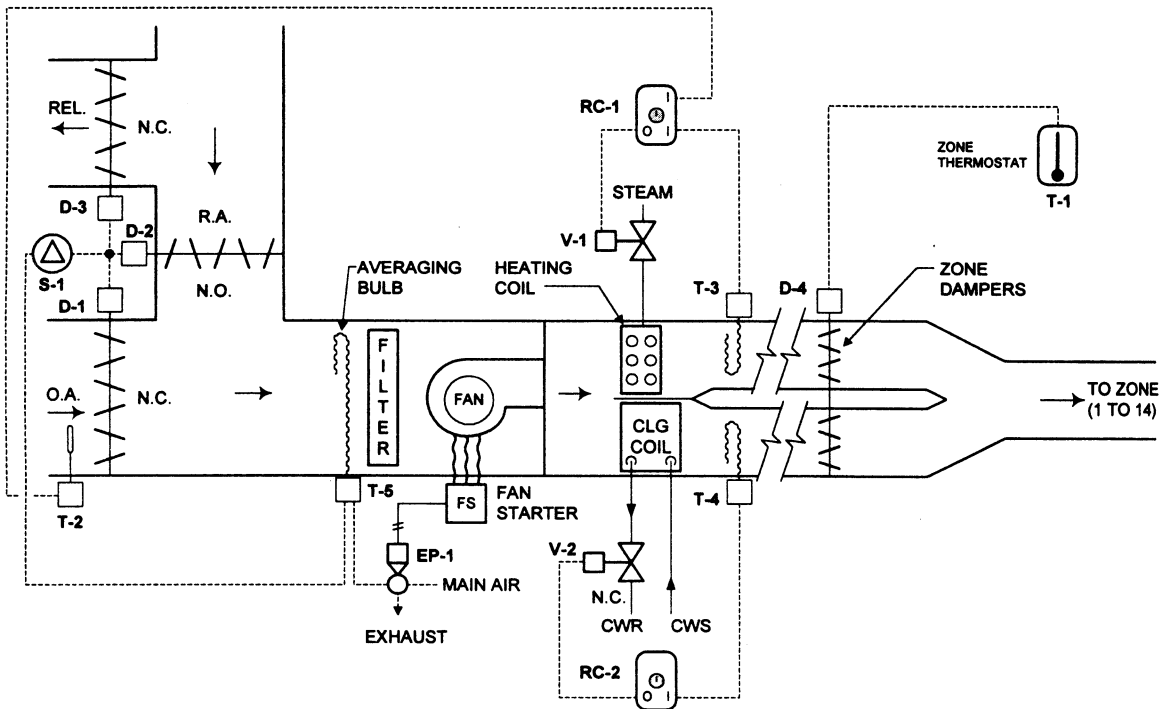 RC-1
I
O
I
REL.
N.C.
ZONE
THERMOSTAT
T-1
STEAM
D-3
R.A.
D-2
V-1
S-1
AVERAGING
BULB
HEATING
COIL
ZONE
DAMPERS
N.O.
D-1
T-3
D-4
FILTER
O.A.
N.C.
FAN
CLG
COIL
TO ZONE
(1 TO 14)
T-2
T-5
FS
FAN
STARTER
T-4
EP-1
V-2
MAIN AIR
N.C.
EXHAUST
CWR
CWS
RC-2
O
I